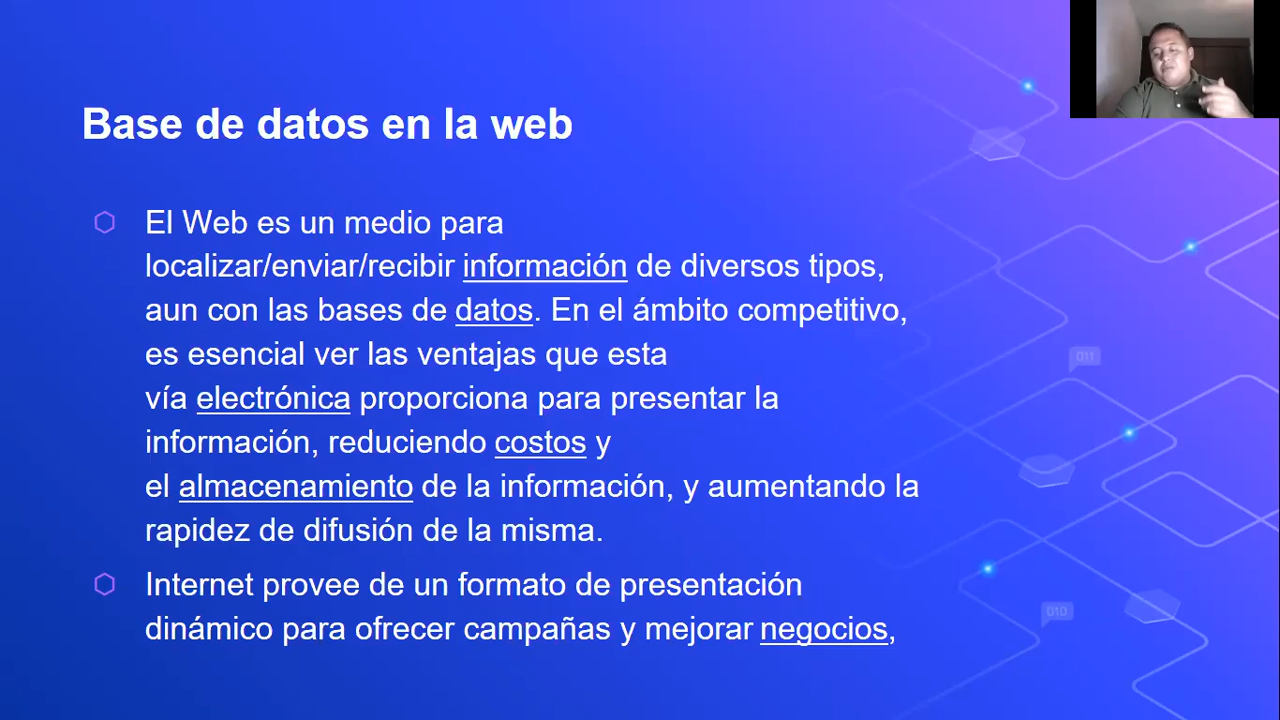 Base de datos en la web
El Web es un medio para
localizar/enviar/recibir información de diversos tipos,
aun con las bases de datos. En el ámbito competitivo,
es esencial ver las ventajas que esta
vía electrónica proporciona para presentar la
información, reduciendo costos y
el almacenamiento de la información, y aumentando la
rapidez de difusión de la misma.
Internet provee de un formato de presentación
dinámico para ofrecer campañas y mejorar negocios,
011
010